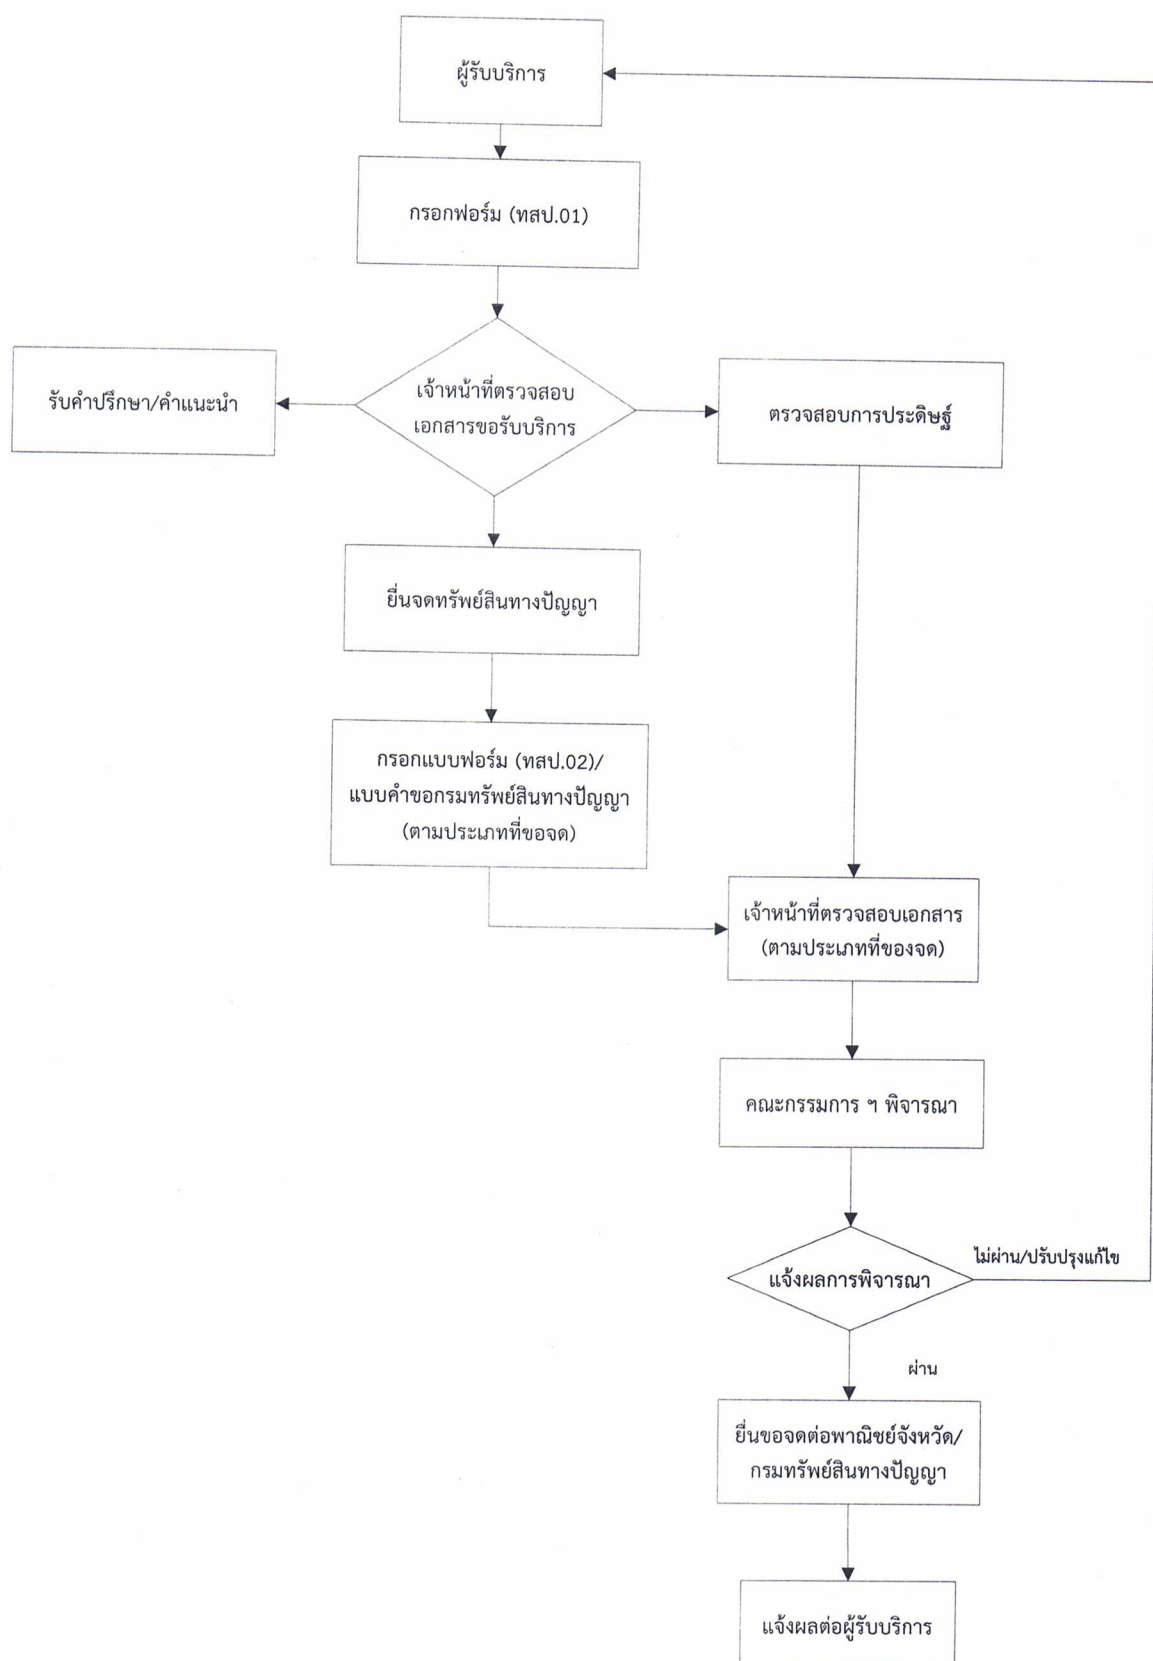 ผู้รับบริการ
กรอกฟอร์ม (ทสป.01)
รับคำปรึกษา/คำแนะนำ
เจ้าหน้าที่ตรวจสอบ
เอกสารขอรับบริการ
ตรวจสอบการประดิษฐ์
ยื่นจดทรัพย์สินทางปัญญา
กรอกแบบฟอร์ม (ทสป.02)/
แบบคำขอกรมทรัพย์สินทางปัญญา
(ตามประเภทที่ขอจด)
เจ้าหน้าที่ตรวจสอบเอกสาร
(ตามประเภทที่ของจด)
คณะกรรมการ ฯ พิจารณา
แจ้งผลการพิจารณา
ไม่ผ่าน/ปรับปรุงแก้ไข
ผ่าน
ยื่นขอจดต่อพาณิชย์จังหวัด/
กรมทรัพย์สินทางปัญญา
แจ้งผลต่อผู้รับบริการ